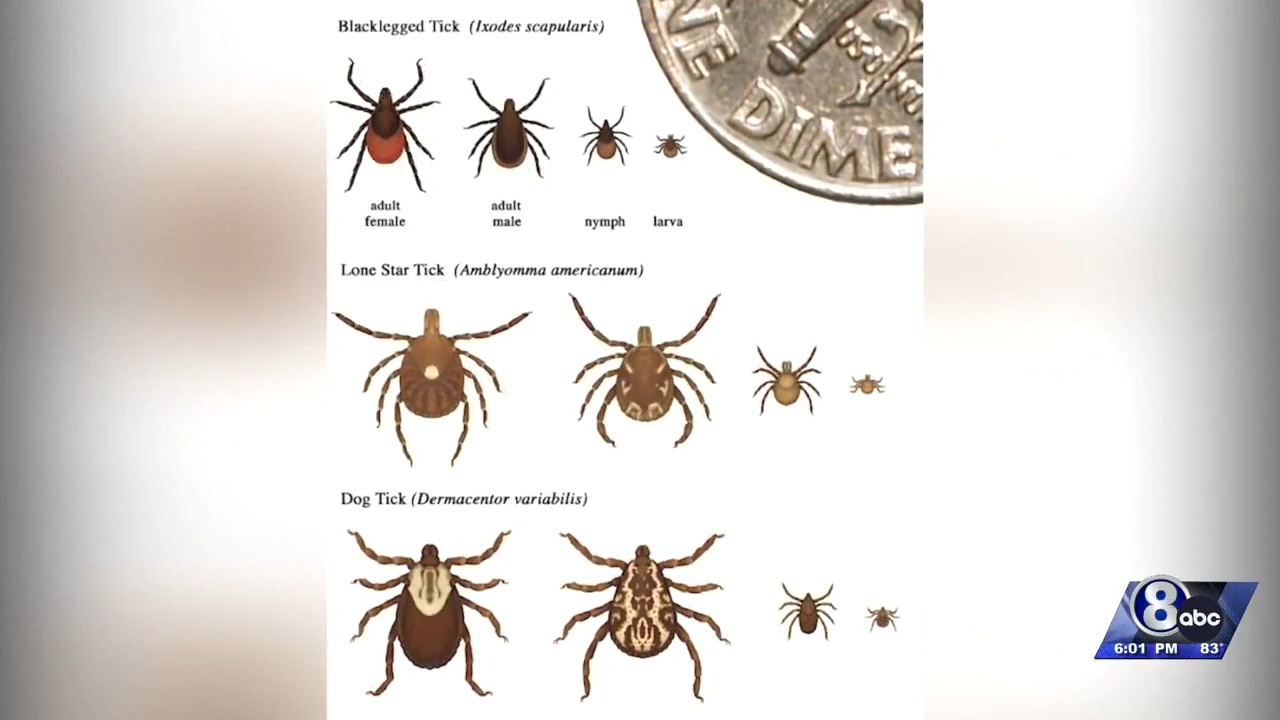 Blacklegged Tick (Ixodes scapularis)
NE DIME
adult
female
adult
male
nymph
larva
Lone Star Tick (Amblyomma americanum)
Dog Tick (Dermacentor variabilis)
8 abc
6:01 PM 83°